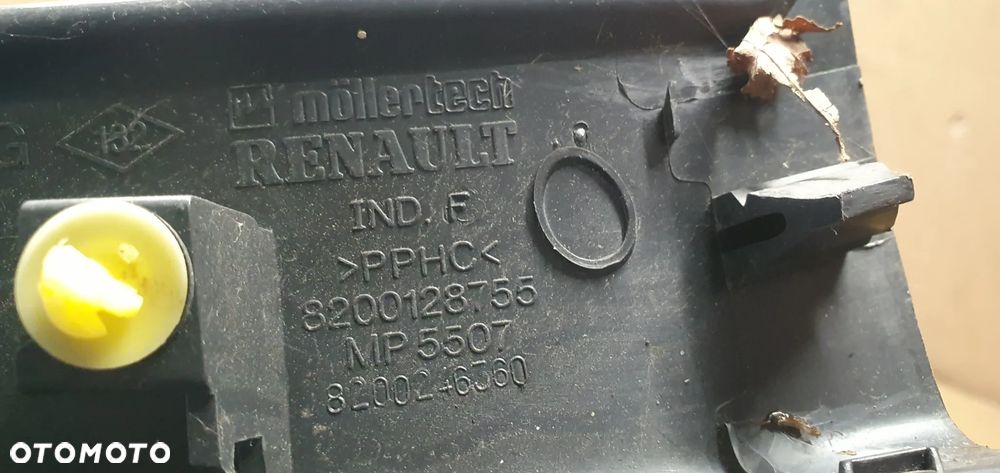 möllertech
G 132 RENAULT
IND. F
>PPHC<
8200128755
MP 5507
8200246360
OTOMOTO